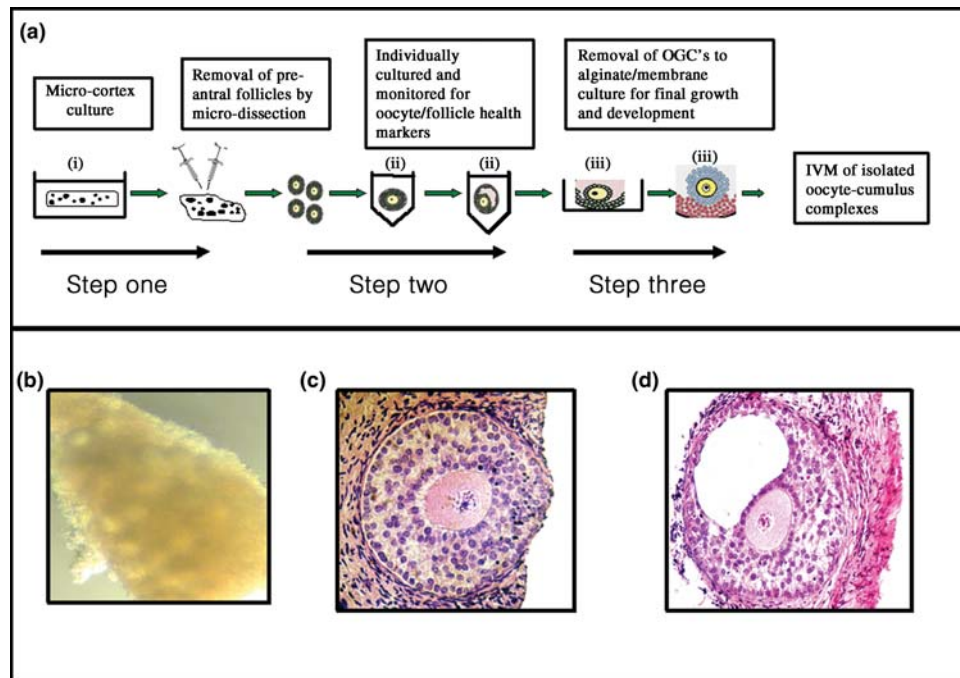 (a)
Micro-cortex
culture
Removal of pre-
antral follicles by
micro-dissection
Individually
cultured and
monitored for
oocyte/follicle health
markers
Removal of OGC's to
alginate/membrane
culture for final growth
and development
(i)
(ii)
(ii)
(iii)
(iii)
IVM of isolated
oocyte-cumulus
complexes
Step one
Step two
Step three
(b)
(c)
(d)